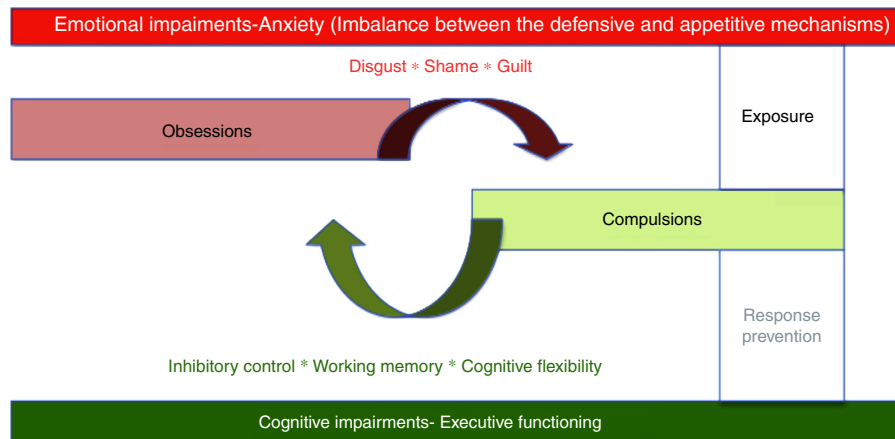 Emotional impaiments-Anxiety (Imbalance between the defensive and appetitive mechanisms)
Disgust * Shame * Guilt
Obsessions
Exposure
Compulsions
Response
prevention
Inhibitory control * Working memory * Cognitive flexibility
Cognitive impairments- Executive functioning